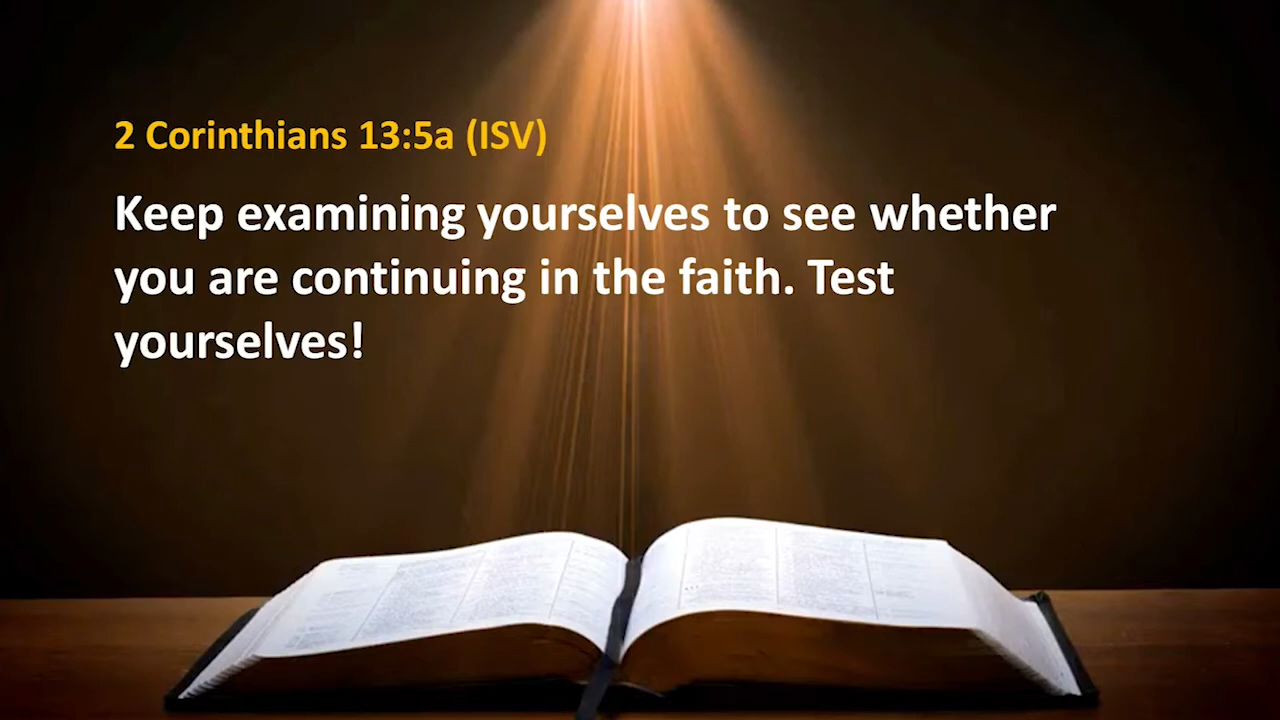 2 Corinthians 13:5a (ISV)
Keep examining yourselves to see whether
you are continuing in the faith. Test
yourselves!